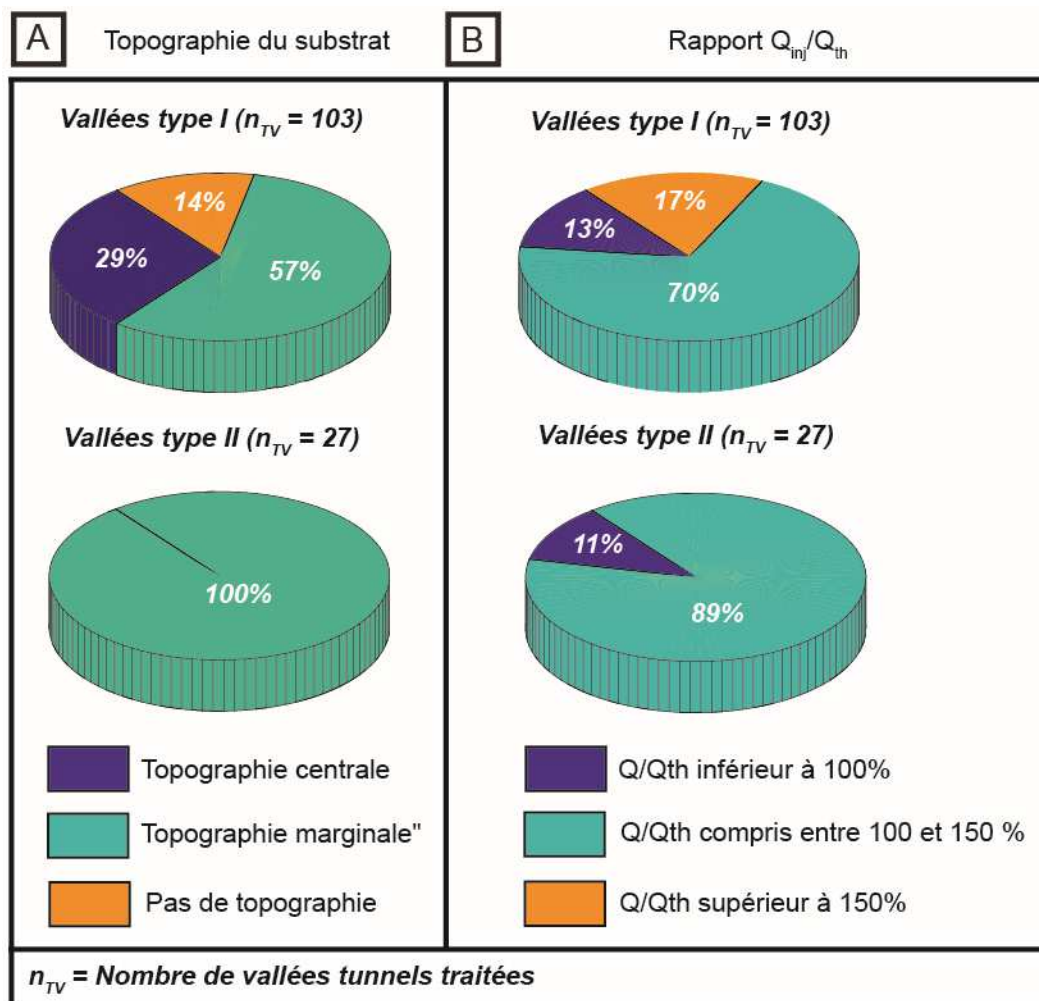 A Topographie du substrat
B Rapport Qinj/Qth
Vallées type I (nTV = 103)
14%
29%
57%
Vallées type II (nTV = 27)
100%
Topographie centrale
Topographie marginale"
Pas de topographie
Vallées type I (nTV = 103)
17%
13%
70%
Vallées type II (nTV = 27)
11%
89%
Q/Qth inférieur à 100%
Q/Qth compris entre 100 et 150 %
Q/Qth supérieur à 150%
nTV = Nombre de vallées tunnels traitées